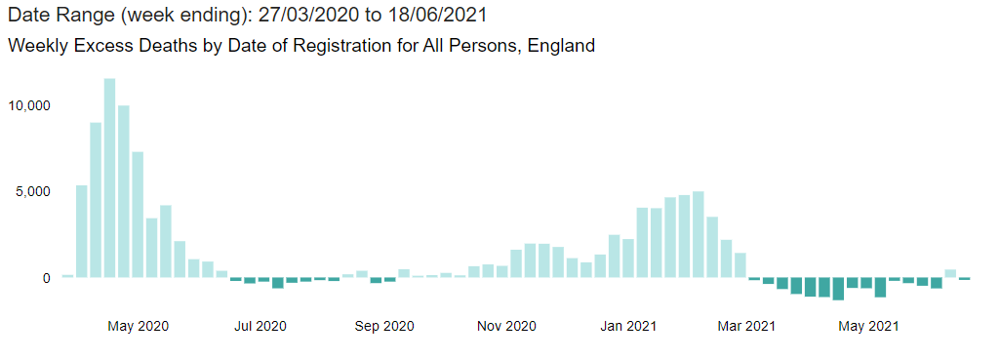 Date Range (week ending): 27/03/2020 to 18/06/2021
Weekly Excess Deaths by Date of Registration for All Persons, England
10,000
5,000
0
May 2020 Jul 2020 Sep 2020 Nov 2020 Jan 2021 Mar 2021 May 2021